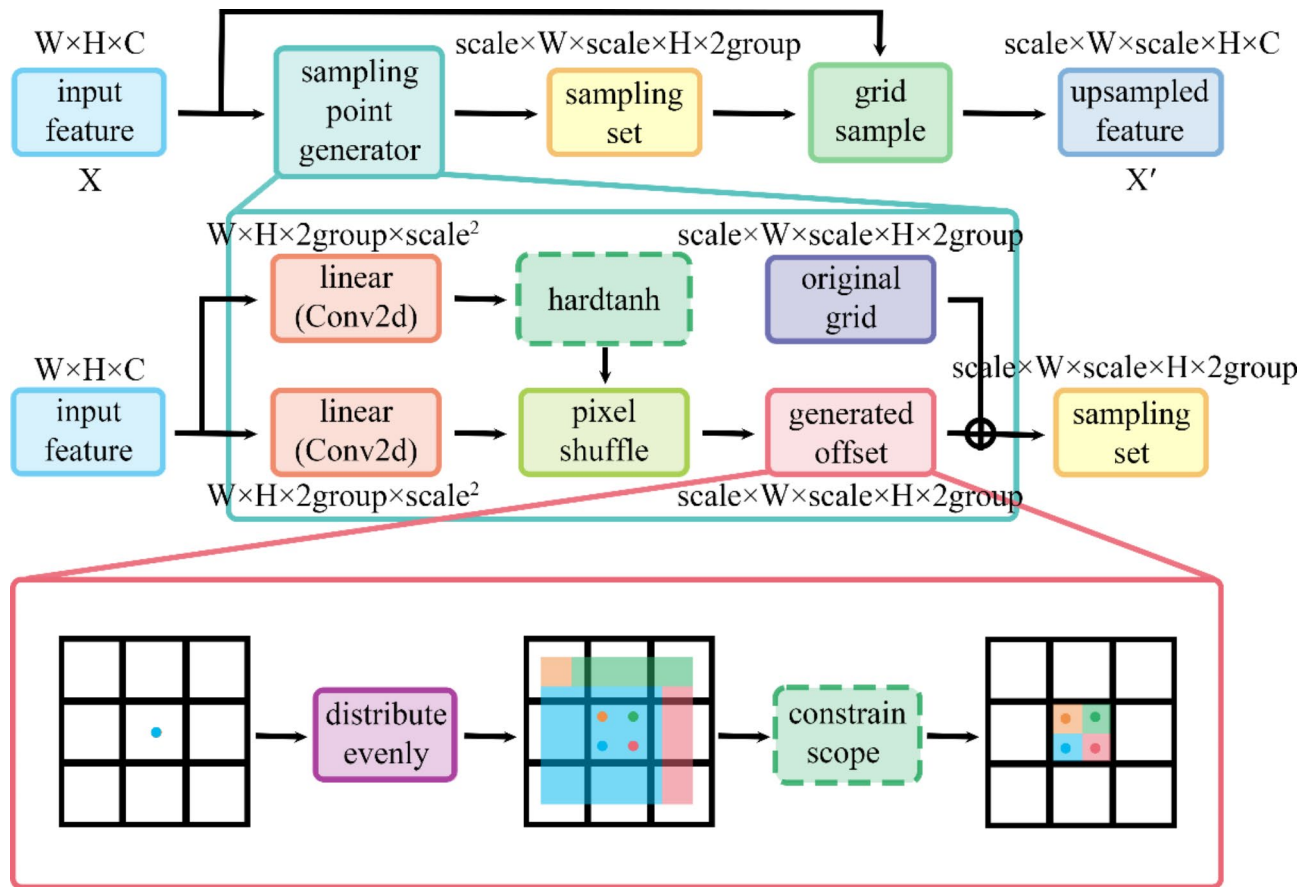 W×H×C
scale×W×scale×H×2group
scale×W×scale×H×C
input
feature
sampling
point
generator
sampling
set
grid
sample
upsampled
feature
X
X′
W×H×2group×scale²
scale×W×scale×H×2group
linear
(Conv2d)
hardtanh
original
grid
W×H×C
scale×W×scale×H×2group
input
feature
linear
(Conv2d)
pixel
shuffle
generated
offset
sampling
set
W×H×2group×scale²
scale×W×scale×H×2group
distribute
evenly
constrain
scope